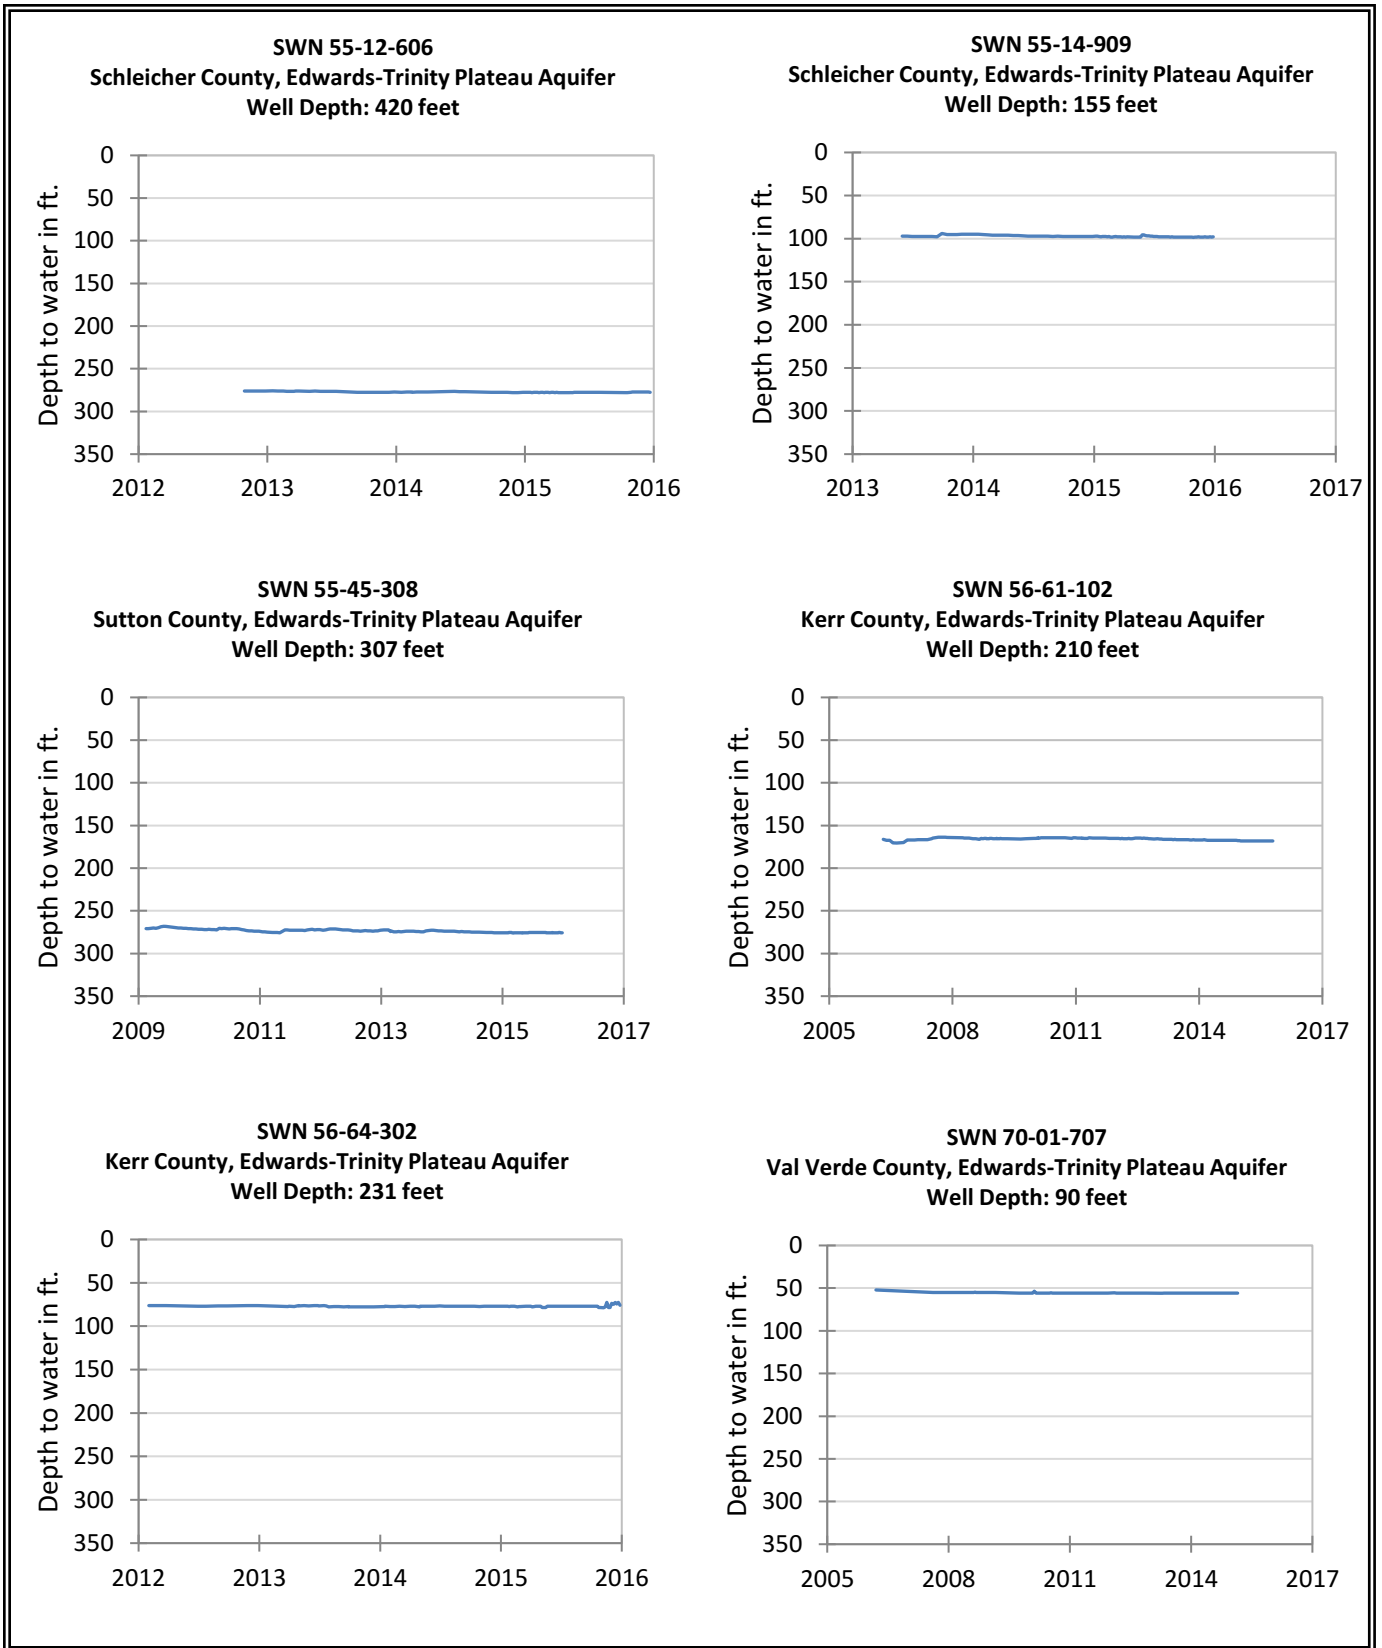 SWN 55-12-606
Schleicher County, Edwards-Trinity Plateau Aquifer
Well Depth: 420 feet
Depth to water in ft.
0
50
100
150
200
250
300
350
2012 2013 2014 2015 2016
SWN 55-14-909
Schleicher County, Edwards-Trinity Plateau Aquifer
Well Depth: 155 feet
Depth to water in ft.
0
50
100
150
200
250
300
350
2013 2014 2015 2016 2017
SWN 55-45-308
Sutton County, Edwards-Trinity Plateau Aquifer
Well Depth: 307 feet
Depth to water in ft.
0
50
100
150
200
250
300
350
2009 2011 2013 2015 2017
SWN 56-61-102
Kerr County, Edwards-Trinity Plateau Aquifer
Well Depth: 210 feet
Depth to water in ft.
0
50
100
150
200
250
300
350
2005 2008 2011 2014 2017
SWN 56-64-302
Kerr County, Edwards-Trinity Plateau Aquifer
Well Depth: 231 feet
Depth to water in ft.
0
50
100
150
200
250
300
350
2012 2013 2014 2015 2016
SWN 70-01-707
Val Verde County, Edwards-Trinity Plateau Aquifer
Well Depth: 90 feet
Depth to water in ft.
0
50
100
150
200
250
300
350
2005 2008 2011 2014 2017